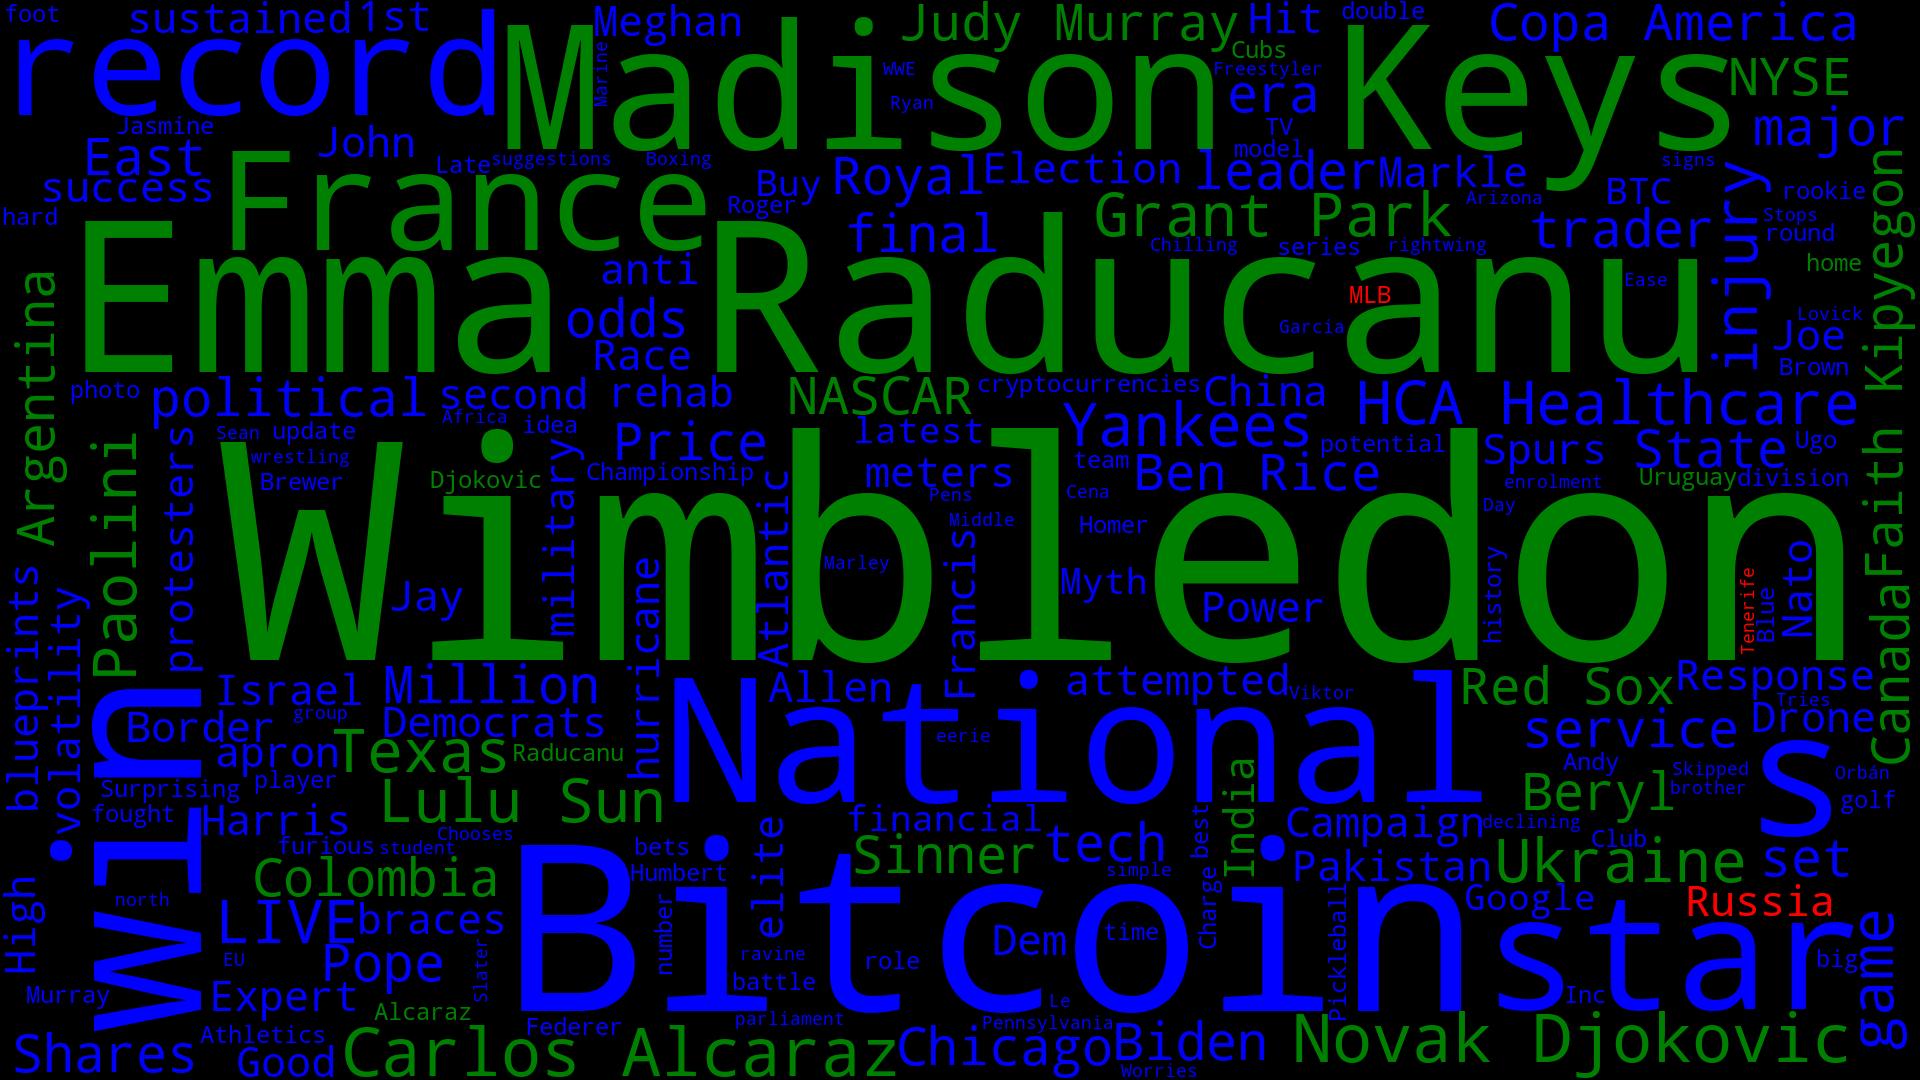 foot
sustained
1st
Meghan
Judy Murray
Hit
double
Copa America
record
Madison Keys
Marine
WWE
Ryan
Cubs
Freestyler
era
TV
model
NYSE
major
Jasmine
East
John
Late
suggestions
Boxing
success
France
Buy
Roger
Royal
Election
leader
Markle
Arizona
signs
BTC
rookie
hard
final
Grant Park
Chilling
series
rightwing
trader
Stops
round
injury
home
Emma Raducanu
anti
odds
Race
MLB
Garcia
Ease
Lovick
Joe
Brown
Faith Kipyegon
Argentina
photo
political
second
rehab
NASCAR
cryptocurrencies
China
HCA Healthcare
Africa
idea
Sean
update
wrestling
Brewer
Price
latest
Yankees
potential
Spurs
State
Ugo
Paolini
protesters
Djokovic
military
Championship
Atlantic
meters
Pens
Middle
team
Cena
Ben Rice
Homer
enrolment
Day
Uruguay
division
Wimbledon
Jay
hurricane
Marley
Francis
Myth
Power
history
Tenerife
Blue
Nato
Canada
blueprints
volatility
win
Israel
group
Border
apron
Million
Democrats
Texas
Raducanu
National
Allen
eerie
attempted
Viktor
Red Sox
Response
Tries
service
Drone
s
Surprising
player
fought
Harris
Lulu Sun
India
Andy
Beryl
Skipped
brother
Orbán
golf
furious
student
Chooses
bets
Humbert
elite
financial
Sinner
tech
simple
best
Charge
Campaign
declining
Club
Pakistan
Ukraine
set
High
north
Colombia
LIVE
braces
Slater
Bitcoin
number
ravine
battle
role
Dem
time
Pickleball
Google
Russia
star
big
game
EU
Pope
Murray
Expert
Alcaraz
Le
Inc
Shares
Athletics
Good
Carlos Alcaraz
Federer
parliament
Chicago
Pennsylvania
Biden
Worries
Novak Djokovic